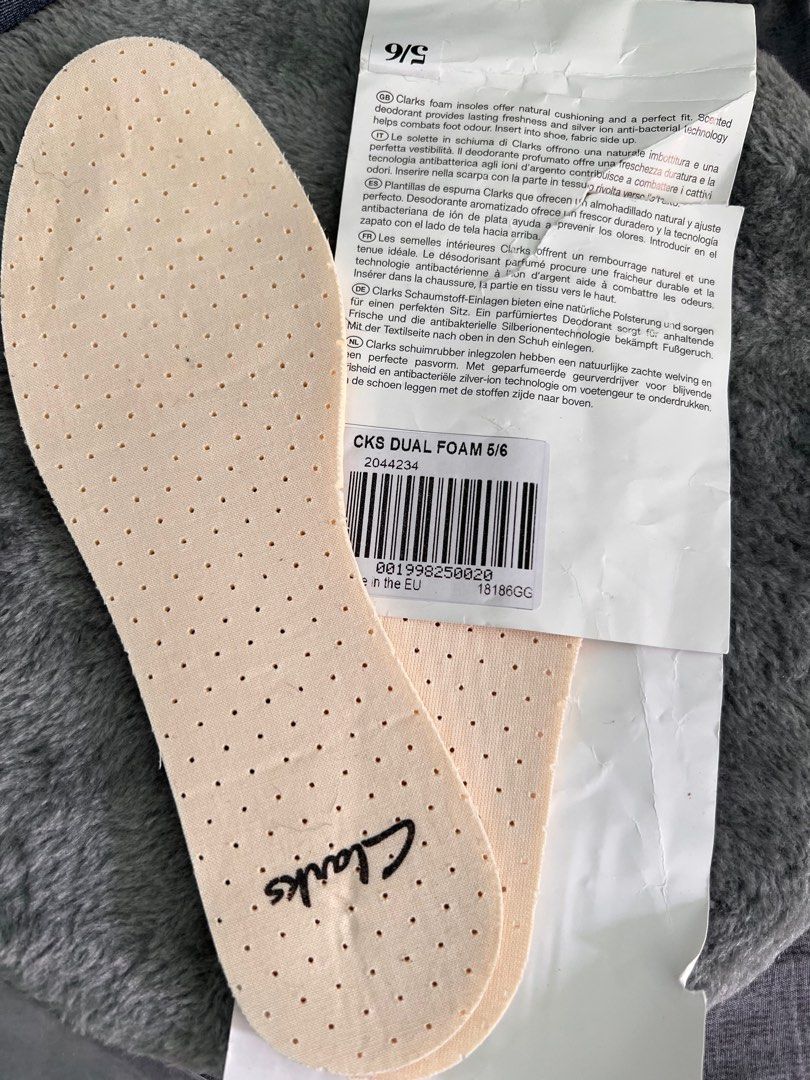 5/6
GB Clarks foam insoles offer natural cushioning and a perfect fit. Scented
deodorant provides lasting freshness and silver ion anti-bacterial technology
helps combats foot odour. Insert into shoe, fabric side up.
IT Le solette in schiuma di Clarks offrono una naturale imbottitura e una
perfetta vestibilità. Il deodorante profumato offre una freschezza duratura e la
tecnologia antibatterica agli ioni d'argento contribuisce a combattere i cattivi
odori. Inserire nella scarpa con la parte in tessuto rivolta verso
ES Plantillas de espuma Clarks que ofrecen un almohadillado natural y ajuste
perfecto. Desodorante aromatizado ofrece un frescor duradero y la tecnología
antibacteriana de ión de plata ayuda a prevenir los olores. Introducir en el
zapato con el lado de tela hacia arriba.
FR Les semelles intérieures Clarks offrent un rembourrage naturel et une
tenue idéale. Le désodorisant parfumé procure une fraicheur durable et la
technologie antibactérienne à l'ion d'argent aide à combattre les odeurs.
Insérer dans la chaussure, la partie en tissu vers le haut.
DE Clarks Schaumstoff-Einlagen bieten eine natürliche Polsterung und sorgen
für einen perfekten Sitz. Ein parfümiertes Deodorant sorgt für anhaltende
Frische und die antibakterielle Silberionentechnologie bekämpft Fußgeruch.
Mit der Textilseite nach oben in den Schuh einlegen.
NL Clarks schuimrubber inlegzolen hebben een natuurlijke zachte welving en
een perfecte pasvorm. Met geparfumeerde geurverdrijver voor blijvende
risheid en antibacteriële zilver-ion technologie om voetengeur te onderdrukken.
de schoen leggen met de stoffen zijde naar boven.
CKS DUAL FOAM 5/6
2044234
001998250020
e in the EU 18186GG
Clarks